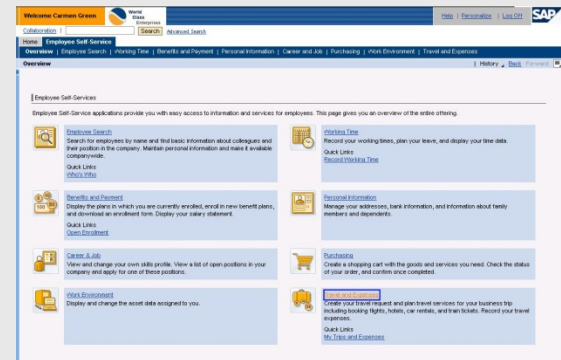 Welcome Carmen Green
World
Class
Enterprises
Help | Personalize | Log Off
SAP
Collaboration |
Search
Advanced Search
Home
Employee Self-Service
Overview | Employee Search | Working Time | Benefits and Payment | Personal Information | Career and Job | Purchasing | Work Environment | Travel and Expenses
Overview
| History Back Forward
Employee Self-Services
Employee Self-Service applications provide you with easy access to information and services for employees. This page gives you an overview of the entire offering.
Employee Search
Search for employees by name and find basic information about colleagues and
their position in the company. Maintain personal information and make it available
companywide.
Quick Links
Who's Who
Working Time
Record your working times, plan your leave, and display your time data.
Quick Links
Record Working Time
Benefits and Payment
Display the plans in which you are currently enrolled, enroll in new benefit plans,
and download an enrollment form. Display your salary statement.
Quick Links
Open Enrollment
Personal Information
Manage your addresses, bank information, and information about family
members and dependents.
Career & Job
View and change your own skills profile. View a list of open positions in your
company and apply for one of these positions.
Purchasing
Create a shopping cart with the goods and services you need. Check the status
of your order, and confirm once completed.
Work Environment
Display and change the asset data assigned to you.
Travel and Expenses
Create your travel request and plan travel services for your business trip
including booking flights, hotels, car rentals, and train tickets. Record your travel
expenses.
Quick Links
My Trips and Expenses